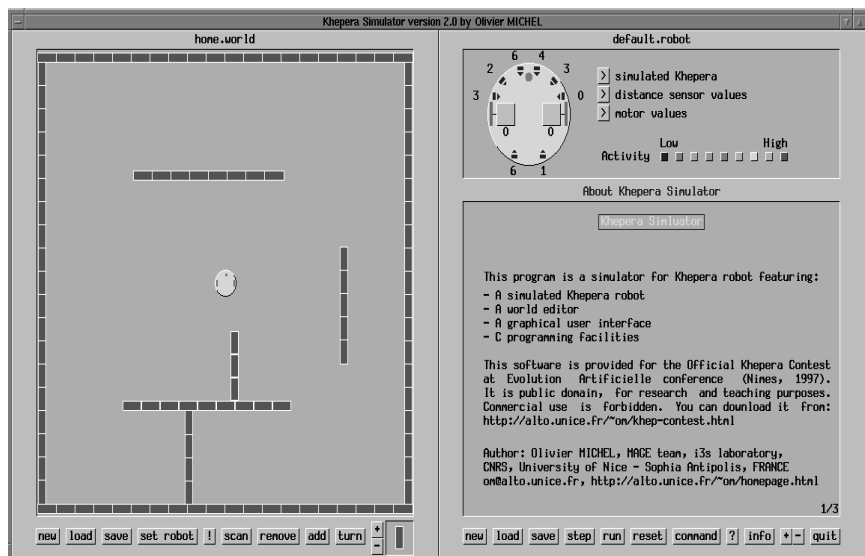 Khepera Simulator version 2.0 by Olivier MICHEL
home.world
new load save set robot ! scan remove add turn + -
default.robot
6 4
2 3
3 0
0 0
6 1
> simulated Khepera
> distance sensor values
> motor values
Low High
Activity
About Khepera Simulator
Khepera Simluator
This program is a simulator for Khepera robot featuring:
- A simulated Khepera robot
- A world editor
- A graphical user interface
- C programming facilities
This software is provided for the Official Khepera Contest
at Evolution Artificielle conference (Nimes, 1997).
It is public domain, for research and teaching purposes.
Commercial use is forbidden. You can download it from:
http://alto.unice.fr/~om/khep-contest.html
Author: Olivier MICHEL, MAGE team, i3s laboratory,
CNRS, University of Nice - Sophia Antipolis, FRANCE
om@alto.unice.fr, http://alto.unice.fr/~om/homepage.html
1/3
new load save step run reset command ? info + - quit